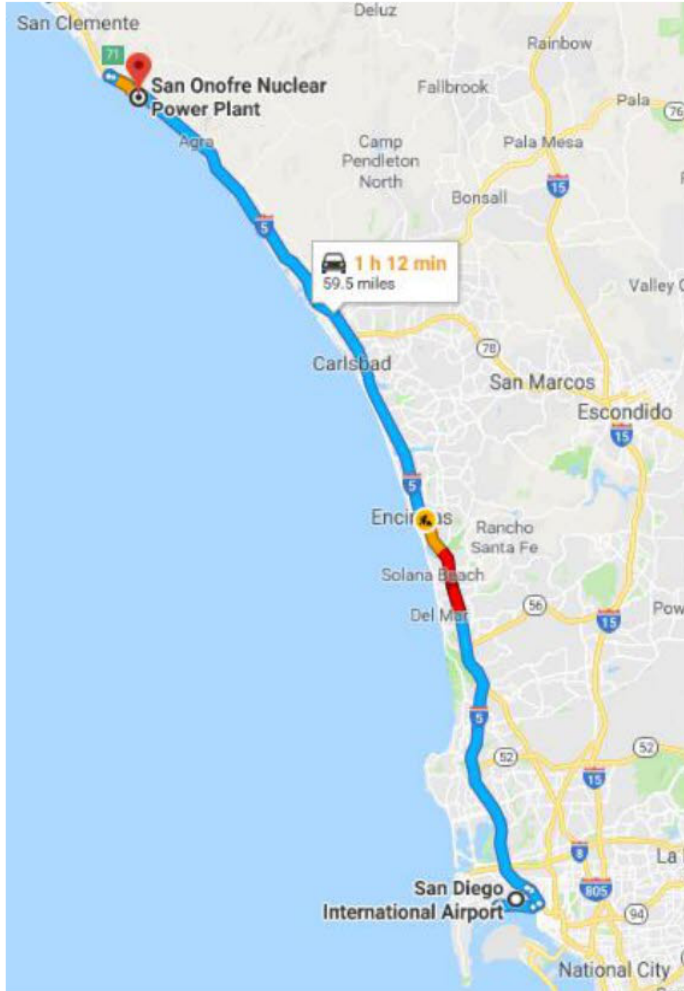 Deluz
San Clemente
Rainbow
71
San Onofre Nuclear
Power Plant
Fallbrook
Pala
76
Agra
Camp
Pendleton
North
Pala Mesa
15
Bonsall
5
1 h 12 min
59.5 miles
Valley
78
Carlsbad
San Marcos
Escondido
15
5
Encin
as
Rancho
Santa Fe
Solana Beach
56
Del Mar
15
Pow
5
52
52
15
8
La
San Diego
International Airport
805
94
National City